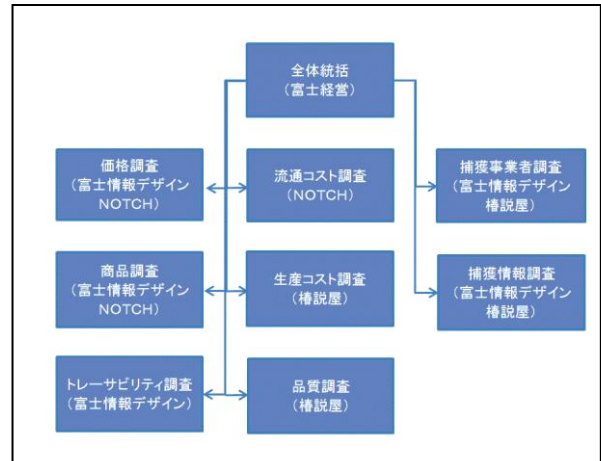 全体統括
（富士経営）
価格調査
（富士情報デザイン
NOTCH）
流通コスト調査
（NOTCH）
捕獲事業者調査
（富士情報デザイン
椿説屋）
商品調査
（富士情報デザイン
NOTCH）
生産コスト調査
（椿説屋）
捕獲情報調査
（富士情報デザイン
椿説屋）
トレーサビリティ調査
（富士情報デザイン）
品質調査
（椿説屋）